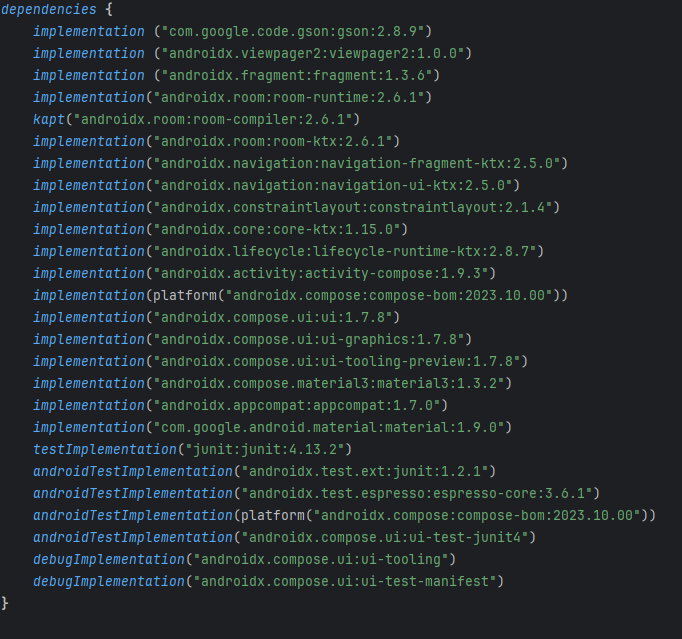 dependencies {
    implementation ("com.google.code.gson:gson:2.8.9")
    implementation ("androidx.viewpager2:viewpager2:1.0.0")
    implementation ("androidx.fragment:fragment:1.3.6")
    implementation("androidx.room:room-runtime:2.6.1")
    kapt("androidx.room:room-compiler:2.6.1")
    implementation("androidx.room:room-ktx:2.6.1")
    implementation("androidx.navigation:navigation-fragment-ktx:2.5.0")
    implementation("androidx.navigation:navigation-ui-ktx:2.5.0")
    implementation("androidx.constraintlayout:constraintlayout:2.1.4")
    implementation("androidx.core:core-ktx:1.15.0")
    implementation("androidx.lifecycle:lifecycle-runtime-ktx:2.8.7")
    implementation("androidx.activity:activity-compose:1.9.3")
    implementation(platform("androidx.compose:compose-bom:2023.10.00"))
    implementation("androidx.compose.ui:ui:1.7.8")
    implementation("androidx.compose.ui:ui-graphics:1.7.8")
    implementation("androidx.compose.ui:ui-tooling-preview:1.7.8")
    implementation("androidx.compose.material3:material3:1.3.2")
    implementation("androidx.appcompat:appcompat:1.7.0")
    implementation("com.google.android.material:material:1.9.0")
    testImplementation("junit:junit:4.13.2")
    androidTestImplementation("androidx.test.ext:junit:1.2.1")
    androidTestImplementation("androidx.test.espresso:espresso-core:3.6.1")
    androidTestImplementation(platform("androidx.compose:compose-bom:2023.10.00"))
    androidTestImplementation("androidx.compose.ui:ui-test-junit4")
    debugImplementation("androidx.compose.ui:ui-tooling")
    debugImplementation("androidx.compose.ui:ui-test-manifest")
}